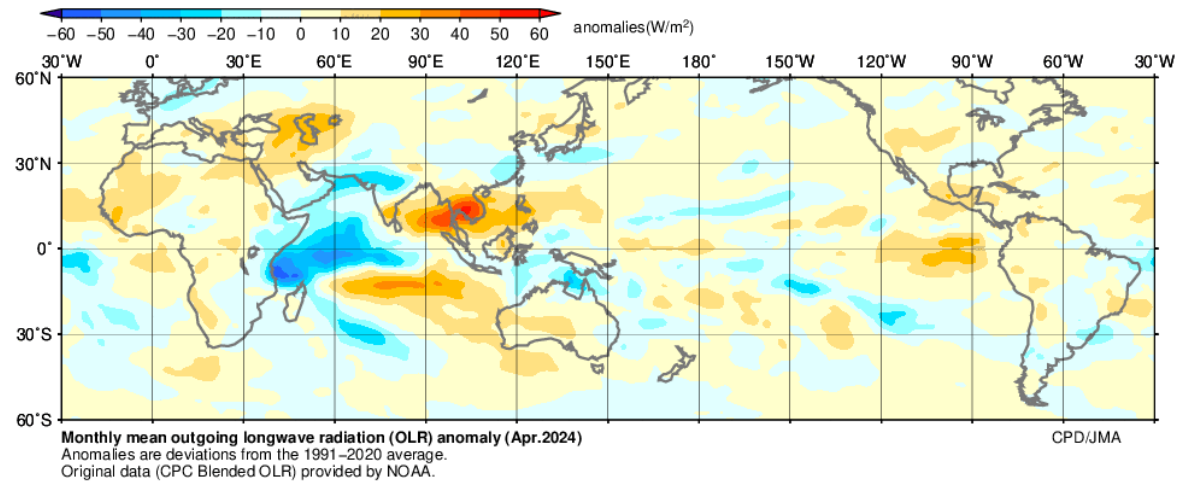 anomalies(W/m²)
−60 −50 −40 −30 −20 −10 0 10 20 30 40 50 60
30°W 0° 30°E 60°E 90°E 120°E 150°E 180° 150°W 120°W 90°W 60°W 30°W
60°N
30°N
0°
30°S
60°S
Monthly mean outgoing longwave radiation (OLR) anomaly (Apr.2024) CPD/JMA
Anomalies are deviations from the 1991−2020 average.
Original data (CPC Blended OLR) provided by NOAA.